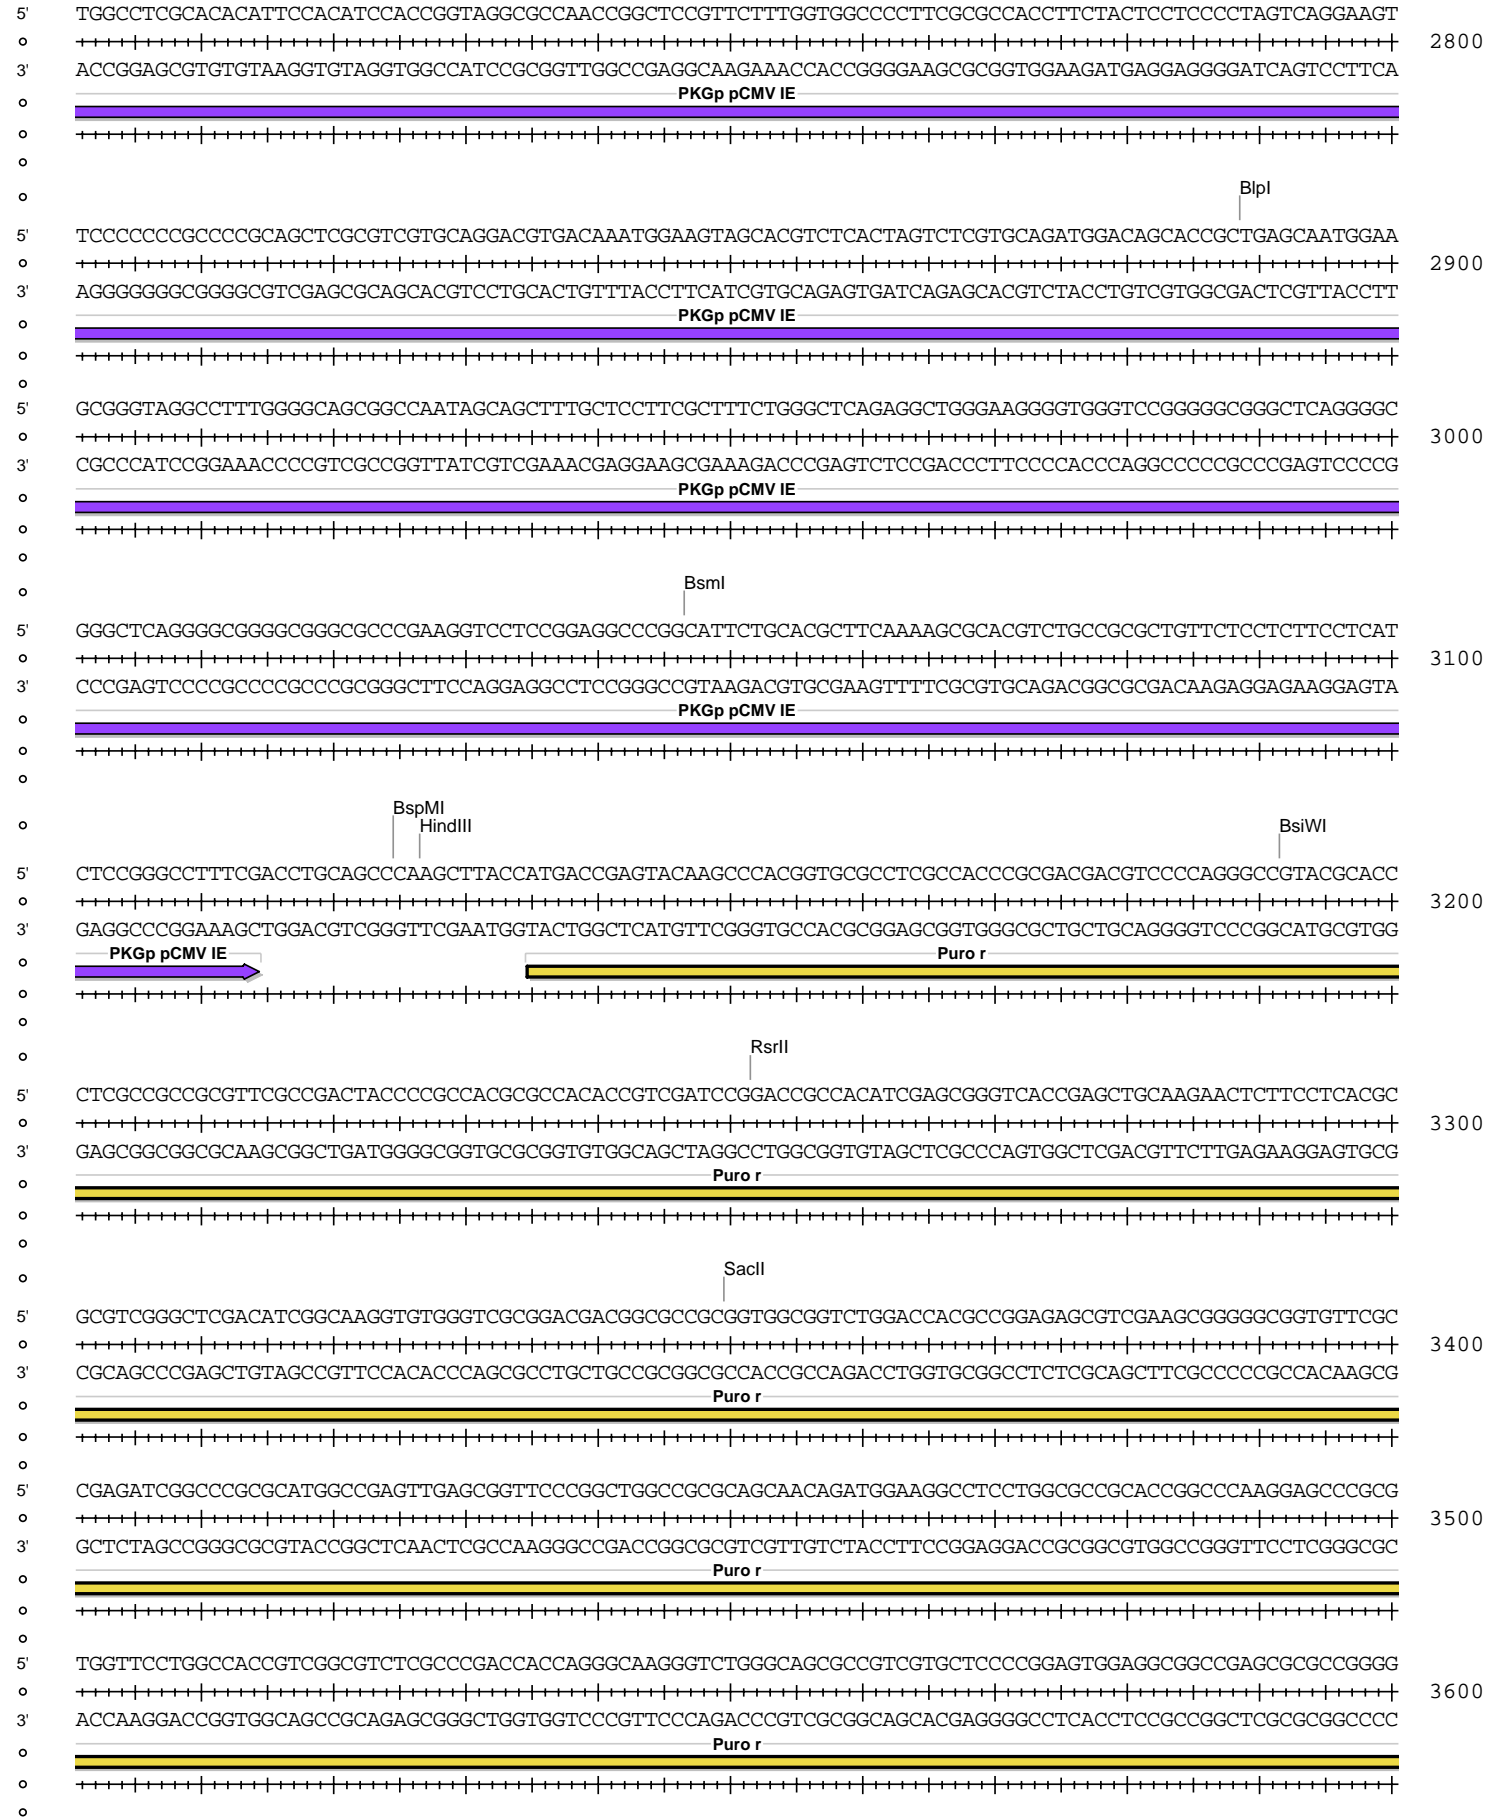 5' TGGCCTCGCACACATTCCACATCCACCGGTAGGCGCCAACCGGCTCCGTTCTTTGGTGGCCCCTTCGCGCCACCTTCTACTCCTCCCCTAGTCAGGAAGT
2800
3' ACCGGAGCGTGTGTAAGGTGTAGGTGGCCATCCGCGGTTGGCCGAGGCAAGAAACCACCGGGGAAGCGCGGTGGAAGATGAGGAGGGGATCAGTCCTTCA
PKGp pCMV IE
BlpI
5' TCCCCCCCGCCCCGCAGCTCGCGTCGTGCAGGACGTGACAAATGGAAGTAGCACGTCTCACTAGTCTCGTGCAGATGGACAGCACCGCTGAGCAATGGAA
2900
3' AGGGGGGGCGGGGCGTCGAGCGCAGCACGTCCTGCACTGTTTACCTTCATCGTGCAGAGTGATCAGAGCACGTCTACCTGTCGTGGCGACTCGTTACCTT
PKGp pCMV IE
5' GCGGGTAGGCCTTTGGGGCAGCGGCCAATAGCAGCTTTGCTCCTTCGCTTTCTGGGCTCAGAGGCTGGGAAGGGGTGGGTCCGGGGGCGGGCTCAGGGGC
3000
3' CGCCCATCCGGAAACCCCGTCGCCGGTTATCGTCGAAACGAGGAAGCGAAAGACCCGAGTCTCCGACCCTTCCCCACCCAGGCCCCCGCCCGAGTCCCCG
PKGp pCMV IE
BsmI
5' GGGCTCAGGGGCGGGGCGGGCGCCCGAAGGTCCTCCGGAGGCCCGGCATTCTGCACGCTTCAAAAGCGCACGTCTGCCGCGCTGTTCTCCTCTTCCTCAT
3100
3' CCCGAGTCCCCGCCCCGCCCGCGGGCTTCCAGGAGGCCTCCGGGCCGTAAGACGTGCGAAGTTTTCGCGTGCAGACGGCGCGACAAGAGGAGAAGGAGTA
PKGp pCMV IE
BspMI
HindIII
BsiWI
5' CTCCGGGCCTTTCGACCTGCAGCCCAAGCTTACCATGACCGAGTACAAGCCCACGGTGCGCCTCGCCACCCGCGACGACGTCCCCAGGGCCGTACGCACC
3200
3' GAGGCCCGGAAAGCTGGACGTCGGGTTCGAATGGTACTGGCTCATGTTCGGGTGCCACGCGGAGCGGTGGGCGCTGCTGCAGGGGTCCCGGCATGCGTGG
PKGp pCMV IE
Puro r
RsrII
5' CTCGCCGCCGCGTTCGCCGACTACCCCGCCACGCGCCACACCGTCGATCCGGACCGCCACATCGAGCGGGTCACCGAGCTGCAAGAACTCTTCCTCACGC
3300
3' GAGCGGCGGCGCAAGCGGCTGATGGGGCGGTGCGCGGTGTGGCAGCTAGGCCTGGCGGTGTAGCTCGCCCAGTGGCTCGACGTTCTTGAGAAGGAGTGCG
Puro r
SacII
5' GCGTCGGGCTCGACATCGGCAAGGTGTGGGTCGCGGACGACGGCGCCGCGGTGGCGGTCTGGACCACGCCGGAGAGCGTCGAAGCGGGGGCGGTGTTCGC
3400
3' CGCAGCCCGAGCTGTAGCCGTTCCACACCCAGCGCCTGCTGCCGCGGCGCCACCGCCAGACCTGGTGCGGCCTCTCGCAGCTTCGCCCCCGCCACAAGCG
Puro r
5' CGAGATCGGCCCGCGCATGGCCGAGTTGAGCGGTTCCCGGCTGGCCGCGCAGCAACAGATGGAAGGCCTCCTGGCGCCGCACCGGCCCAAGGAGCCCGCG
3500
3' GCTCTAGCCGGGCGCGTACCGGCTCAACTCGCCAAGGGCCGACCGGCGCGTCGTTGTCTACCTTCCGGAGGACCGCGGCGTGGCCGGGTTCCTCGGGCGC
Puro r
5' TGGTTCCTGGCCACCGTCGGCGTCTCGCCCGACCACCAGGGCAAGGGTCTGGGCAGCGCCGTCGTGCTCCCCGGAGTGGAGGCGGCCGAGCGCGCCGGGG
3600
3' ACCAAGGACCGGTGGCAGCCGCAGAGCGGGCTGGTGGTCCCGTTCCCAGACCCGTCGCGGCAGCACGAGGGGCCTCACCTCCGCCGGCTCGCGCGGCCCC
Puro r